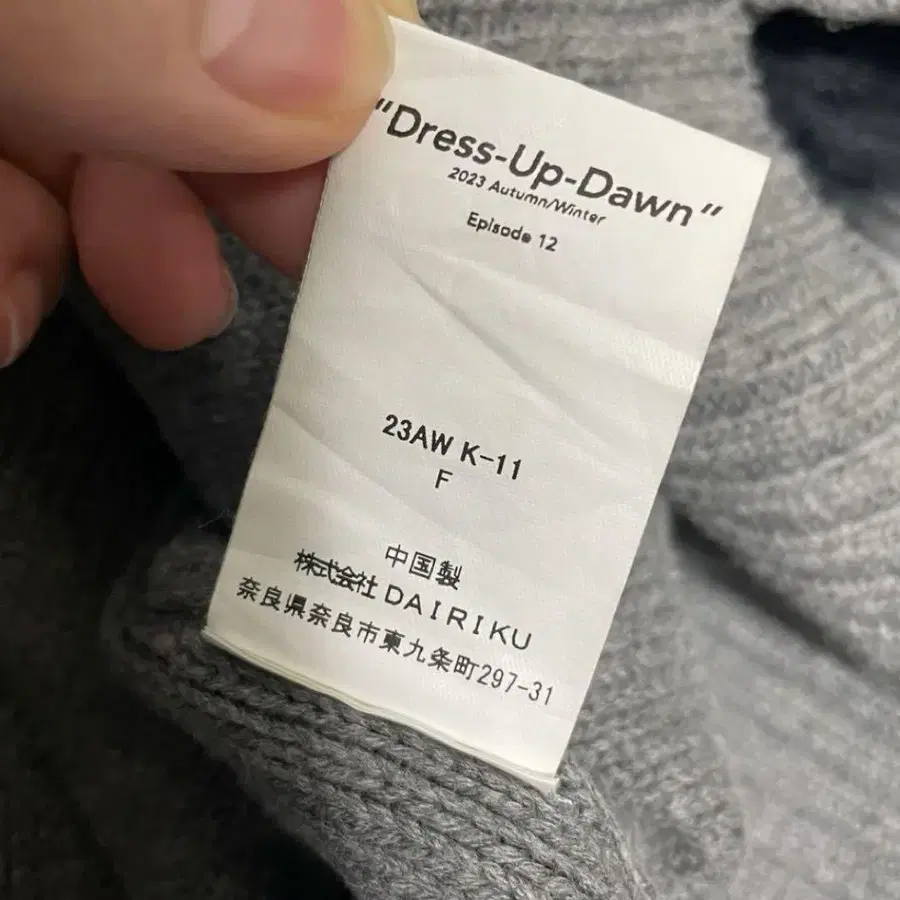 "Dress-Up-Dawn"
2023 Autumn/Winter
Episode 12
23AW K-11
F
中国製
株式会社 DAIRIKU
奈良県奈良市東九条町297-31